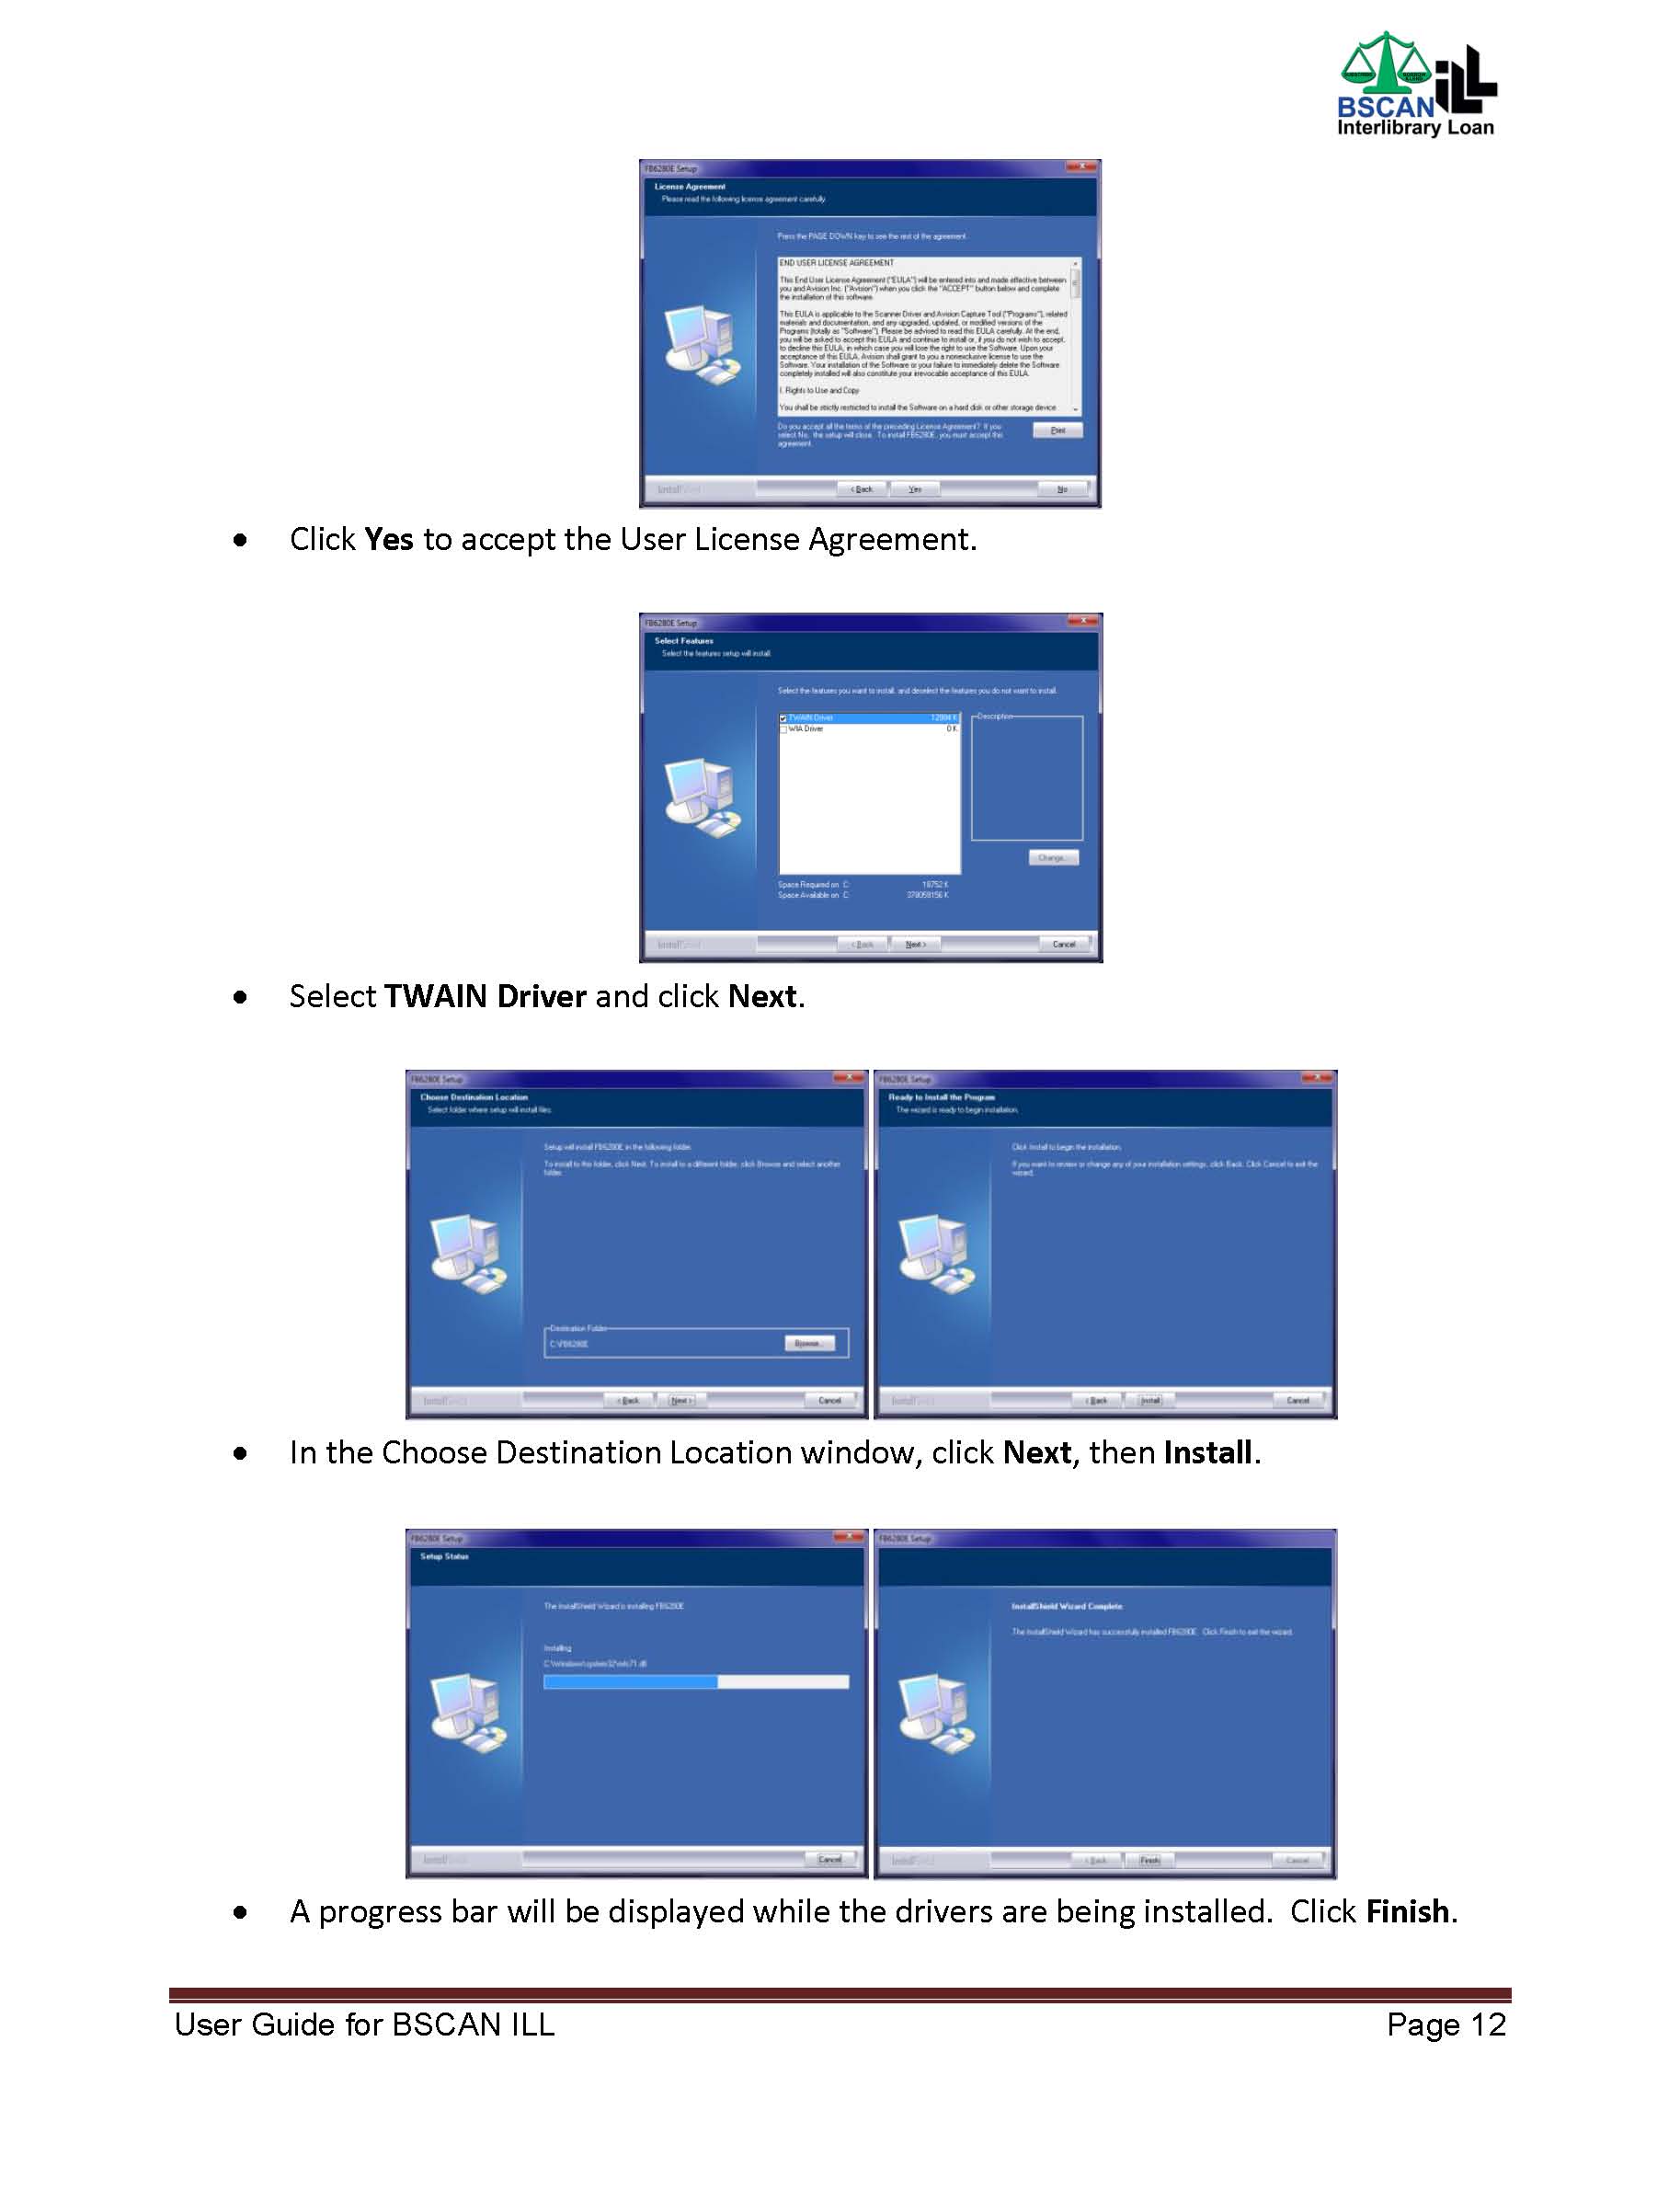 BSCAN ILL
Interlibrary Loan
FB6280E Setup
License Agreement
Please read the following license agreement carefully.
Press the PAGE DOWN key to see the rest of the agreement.
END USER LICENSE AGREEMENT
This End User License Agreement ("EULA") will be entered into and made effective between
you and Avision Inc. ("Avision") when you click the "ACCEPT" button below and complete
the installation of this software.
This EULA is applicable to the Scanner Driver and Avision Capture Tool ("Programs"), related
materials and documentation, and any upgraded, updated, or modified versions of the
Programs (totally as "Software"). Please be advised to read this EULA carefully. At the end,
you will be asked to accept this EULA and continue to install or, if you do not wish to accept,
to decline this EULA, in which case you will lose the right to use the Software. Upon your
acceptance of this EULA, Avision shall grant to you a nonexclusive license to use the
Software. Your installation of the Software or your failure to immediately delete the Software
completely installed will also constitute your irrevocable acceptance of this EULA.
I. Rights to Use and Copy
You shall be strictly restricted to install the Software on a hard disk or other storage device
Do you accept all the terms of the preceding License Agreement? If you
select No, the setup will close. To install FB6280E, you must accept this
agreement.
Print
InstallShield
< Back
Yes
No
• Click Yes to accept the User License Agreement.
FB6280E Setup
Select Features
Select the features setup will install.
Select the features you want to install, and deselect the features you do not want to install.
TWAIN Driver 12984 K
WIA Driver 0 K
Description
Change...
Space Required on C: 18752 K
Space Available on C: 378059156 K
InstallShield
< Back
Next >
Cancel
• Select TWAIN Driver and click Next.
FB6280E Setup
Choose Destination Location
Select folder where setup will install files.
Setup will install FB6280E in the following folder.
To install to this folder, click Next. To install to a different folder, click Browse and select another
folder.
Destination Folder
C:\FB6280E
Browse...
InstallShield
< Back
Next >
Cancel
FB6280E Setup
Ready to Install the Program
The wizard is ready to begin installation.
Click Install to begin the installation.
If you want to review or change any of your installation settings, click Back. Click Cancel to exit the
wizard.
InstallShield
< Back
Install
Cancel
• In the Choose Destination Location window, click Next, then Install.
FB6280E Setup
Setup Status
The InstallShield Wizard is installing FB6280E
Installing
Cancel
FB6280E Setup
InstallShield Wizard Complete
The InstallShield Wizard has successfully installed FB6280E. Click Finish to exit the wizard.
InstallShield
< Back
Finish
Cancel
• A progress bar will be displayed while the drivers are being installed.  Click Finish.
User Guide for BSCAN ILL
Page 12